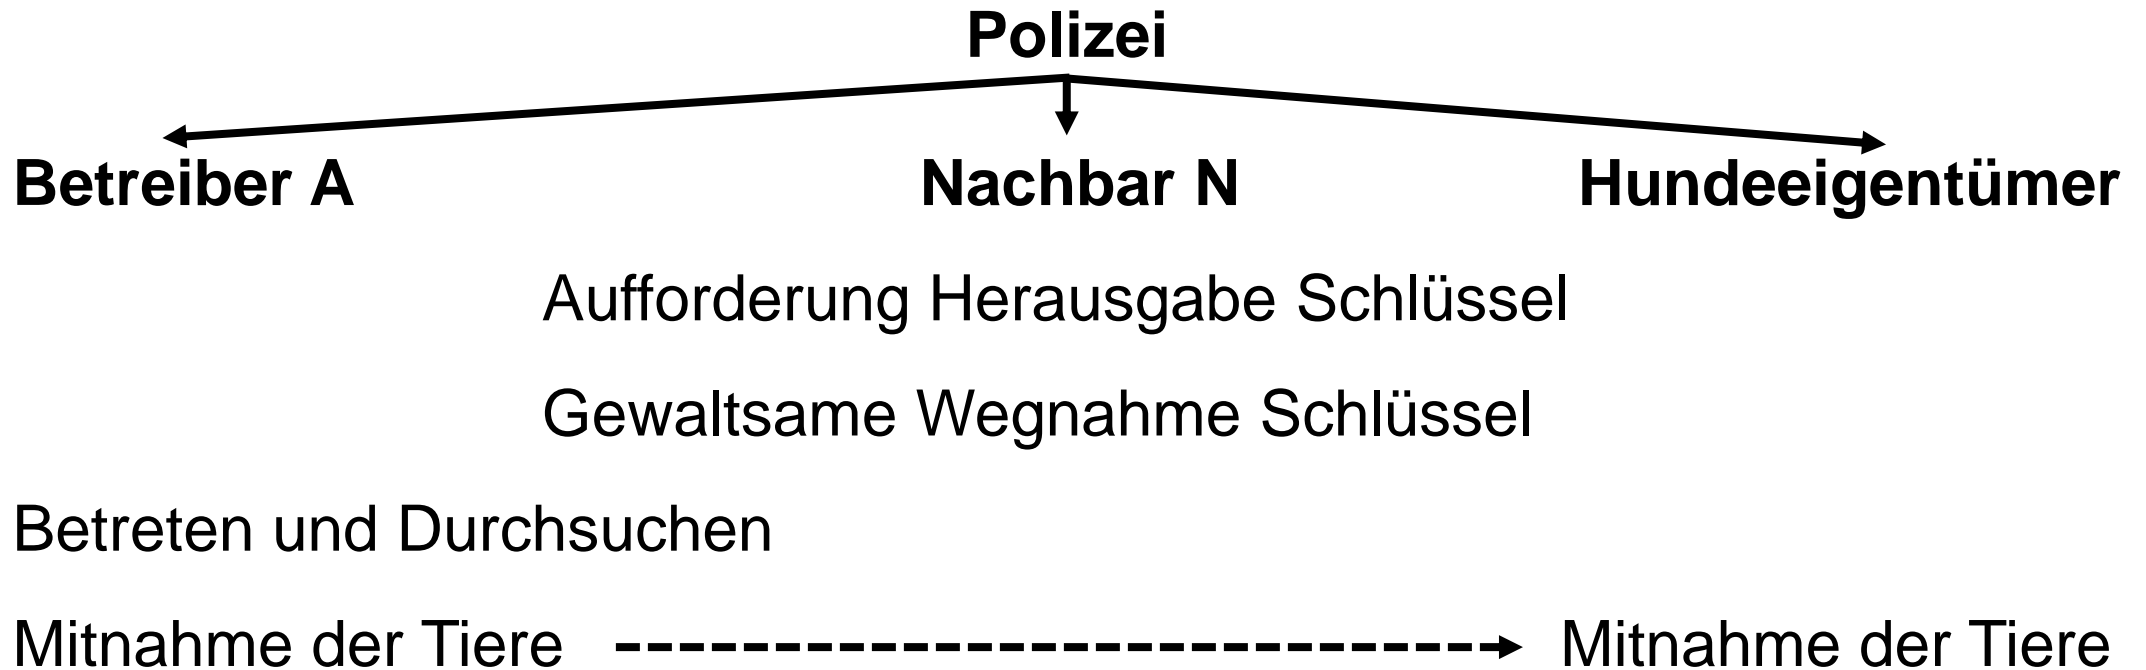 Polizei
Betreiber A Nachbar N Hundeeigentümer
Aufforderung Herausgabe Schlüssel
Gewaltsame Wegnahme Schlüssel
Betreten und Durchsuchen
Mitnahme der Tiere Mitnahme der Tiere